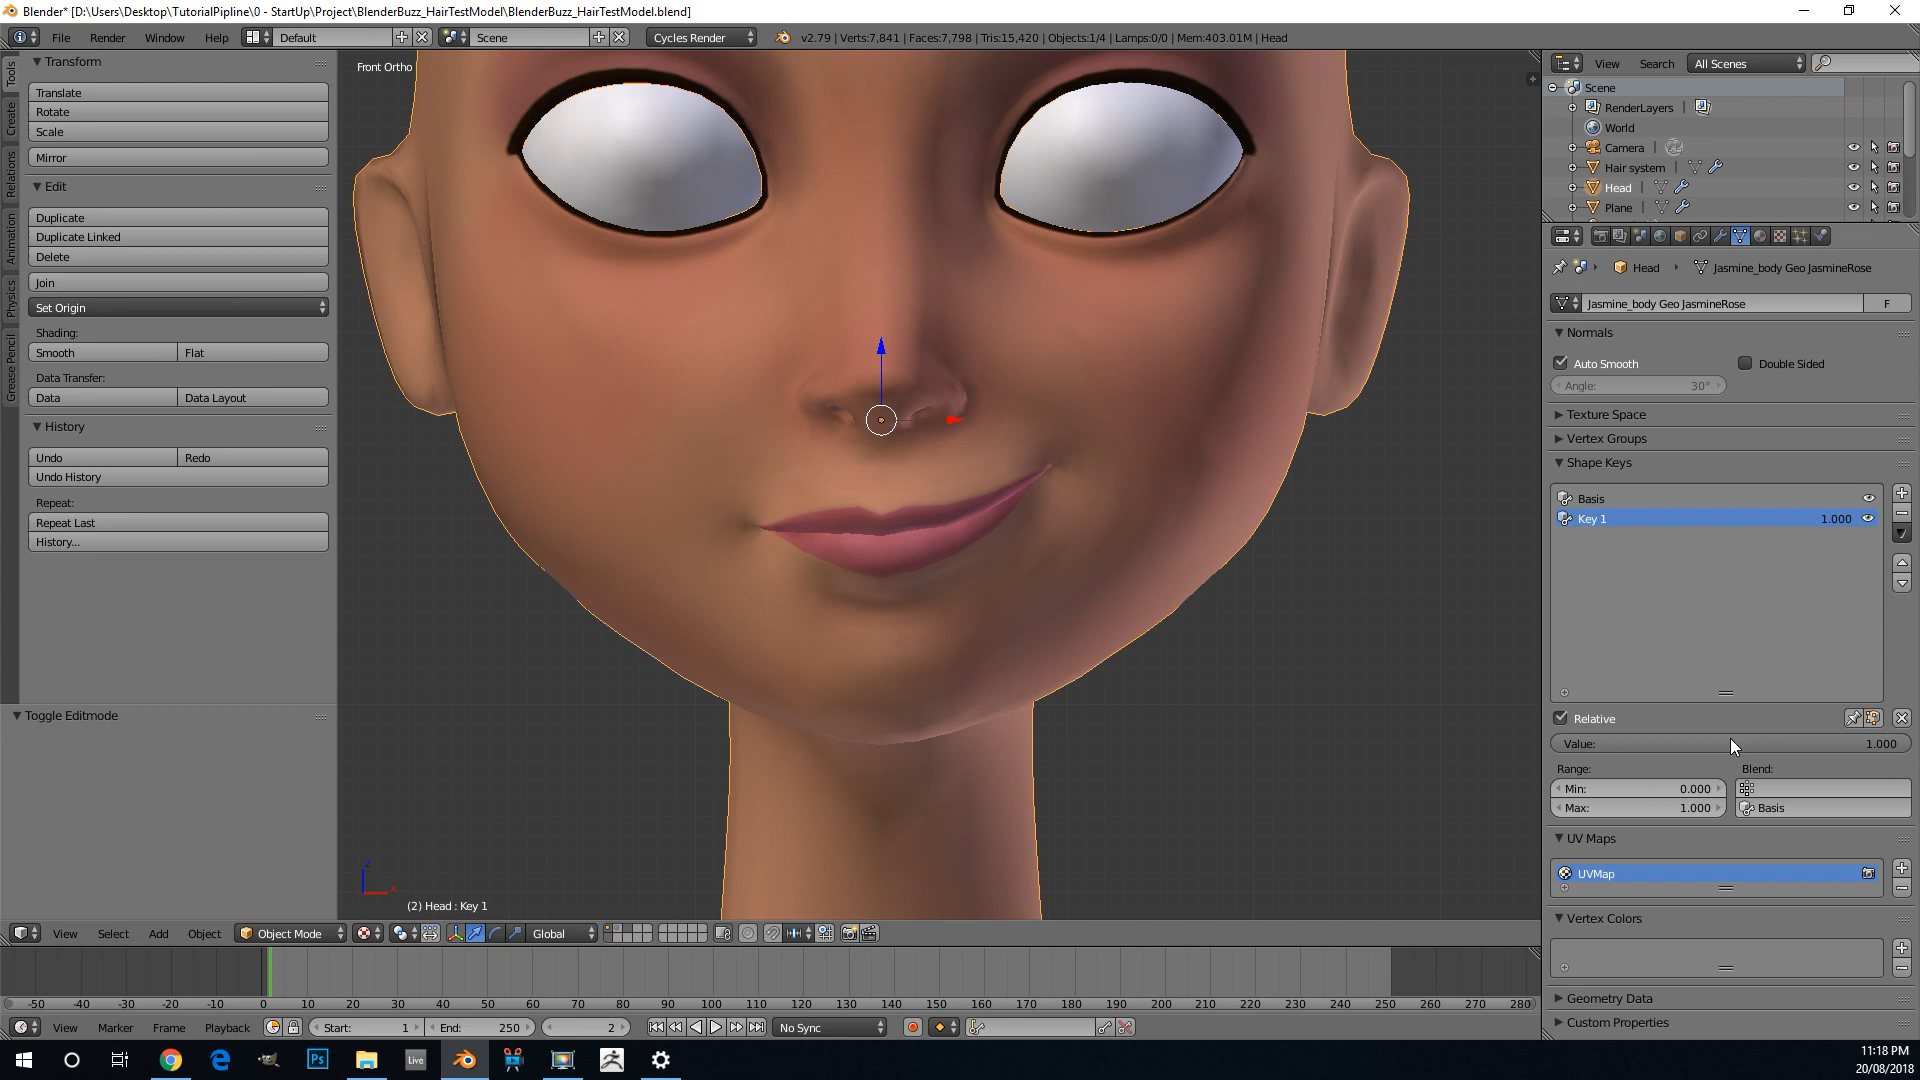 Blender* [D:\Users\Desktop\TutorialPipline\0 - StartUp\Project\BlenderBuzz_HairTestModel\BlenderBuzz_HairTestModel.blend]
File Render Window Help Default Scene Cycles Render v2.79 | Verts:7,841 | Faces:7,798 | Tris:15,420 | Objects:1/4 | Lamps:0/0 | Mem:403.01M | Head
Tools
Create
Relations
Animation
Physics
Grease Pencil
Transform
Translate
Rotate
Scale
Mirror
Edit
Duplicate
Duplicate Linked
Delete
Join
Set Origin
Shading:
Smooth Flat
Data Transfer:
Data Data Layout
History
Undo Redo
Undo History
Repeat:
Repeat Last
History...
Toggle Editmode
Front Ortho
z
x
(2) Head : Key 1
View Search All Scenes
Scene
RenderLayers |
World
Camera |
Hair system
Head
Plane
Head Jasmine_body Geo JasmineRose
Jasmine_body Geo JasmineRose F
Normals
Auto Smooth Double Sided
Angle: 30°
Texture Space
Vertex Groups
Shape Keys
Basis
Key 1 1.000
Relative
Value: 1.000
Range: Blend:
Min: 0.000
Max: 1.000 Basis
UV Maps
UVMap
Vertex Colors
Geometry Data
Custom Properties
View Select Add Object Object Mode Global
-50 -40 -30 -20 -10 0 10 20 30 40 50 60 70 80 90 100 110 120 130 140 150 160 170 180 190 200 210 220 230 240 250 260 270 280
View Marker Frame Playback Start: 1 End: 250 2 No Sync
Ps Live
11:18 PM
20/08/2018